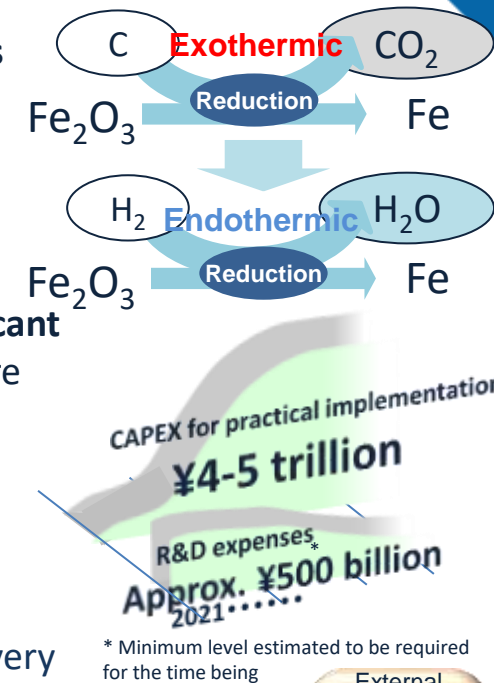 s
C Exothermic CO2
Reduction
Fe2O3 Fe
H2 Endothermic H2O
Reduction
Fe2O3 Fe
cant
re
CAPEX for practical implementation
¥4-5 trillion
R&D expenses*
Approx. ¥500 billion
2021••••••
very
* Minimum level estimated to be required
for the time being
External